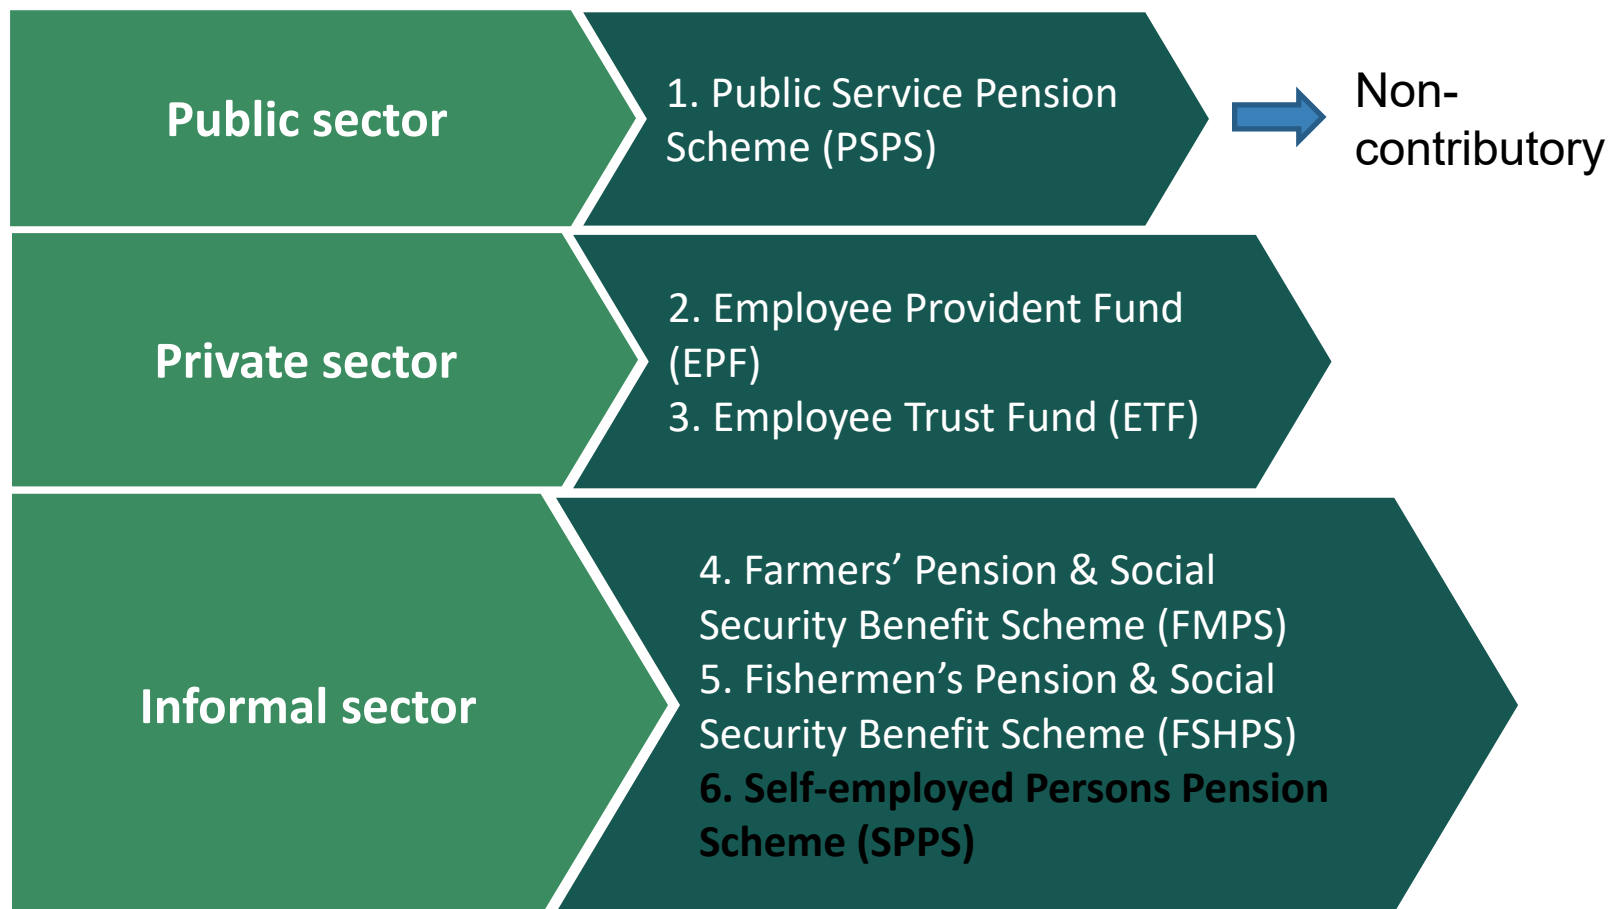 Public sector
1. Public Service Pension
Scheme (PSPS)
Non-
contributory
Private sector
2. Employee Provident Fund
(EPF)
3. Employee Trust Fund (ETF)
Informal sector
4. Farmers’ Pension & Social
Security Benefit Scheme (FMPS)
5. Fishermen’s Pension & Social
Security Benefit Scheme (FSHPS)
6. Self-employed Persons Pension
Scheme (SPPS)